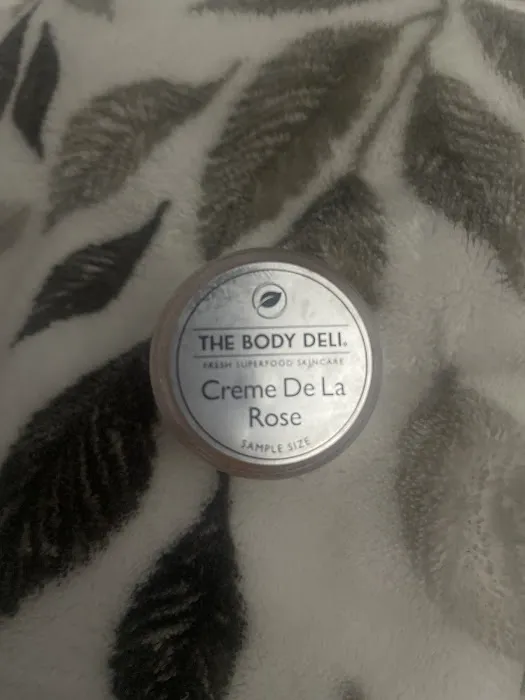 THE BODY DELI®
FRESH SUPERFOOD SKINCARE
Creme De La
Rose
SAMPLE SIZE